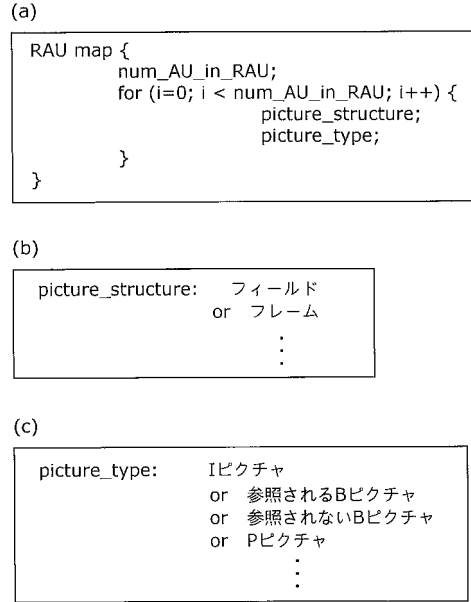 (a)
RAU map {
num_AU_in_RAU;
for (i=0; i < num_AU_in_RAU; i++) {
picture_structure;
picture_type;
}
}
(b)
picture_structure: フィールド
or フレーム
(c)
picture_type: Iピクチャ
or 参照されるBピクチャ
or 参照されないBピクチャ
or Pピクチャ